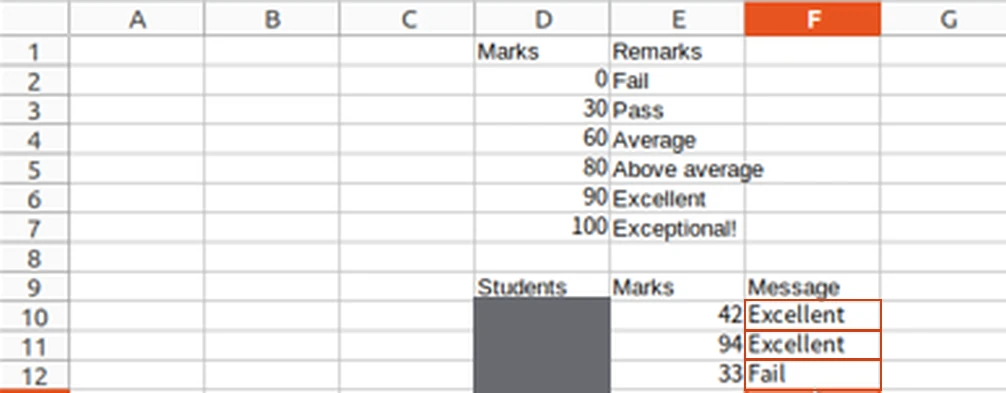 A B C D E F G
1 Marks Remarks
2 0 Fail
3 30 Pass
4 60 Average
5 80 Above average
6 90 Excellent
7 100 Exceptional!
8
9 Students Marks Message
10 42 Excellent
11 94 Excellent
12 33 Fail